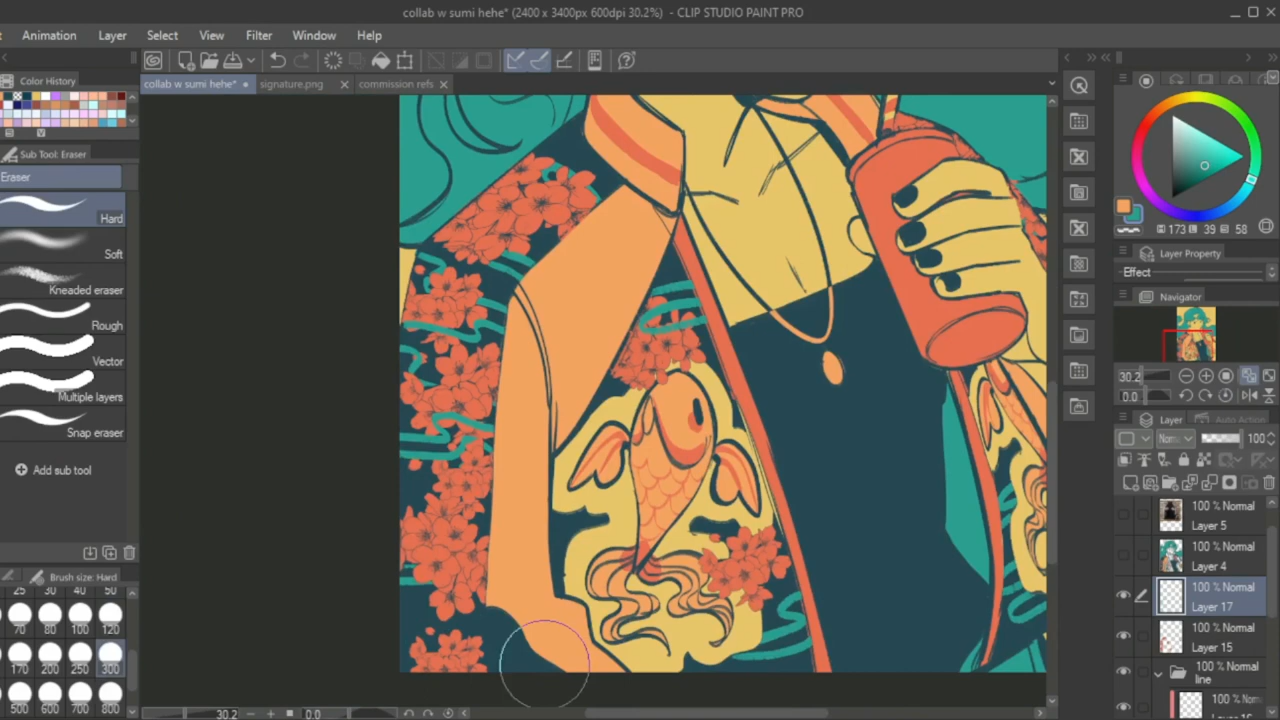 collab w sumi hehe* (2400 x 3400px 600dpi 30.2%) - CLIP STUDIO PAINT PRO
Animation Layer Select View Filter Window Help
Color History
collab w sumi hehe* signature.png commission refs
Sub Tool: Eraser
Eraser
Hard
Soft
Kneaded eraser
Rough
Vector
Multiple layers
Snap eraser
Add sub tool
Brush size: Hard
25 30 40 50
70 80 100 120
170 200 250 300
500 600 700 800
30.2 0.0
H 173 L 39 S 58
Layer Property
Effect
Navigator
30.2
0.0
Layer Auto Action
100
100 % Normal
Layer 5
100 % Normal
Layer 4
100 % Normal
Layer 17
100 % Normal
Layer 15
100 % Normal
line
100 %